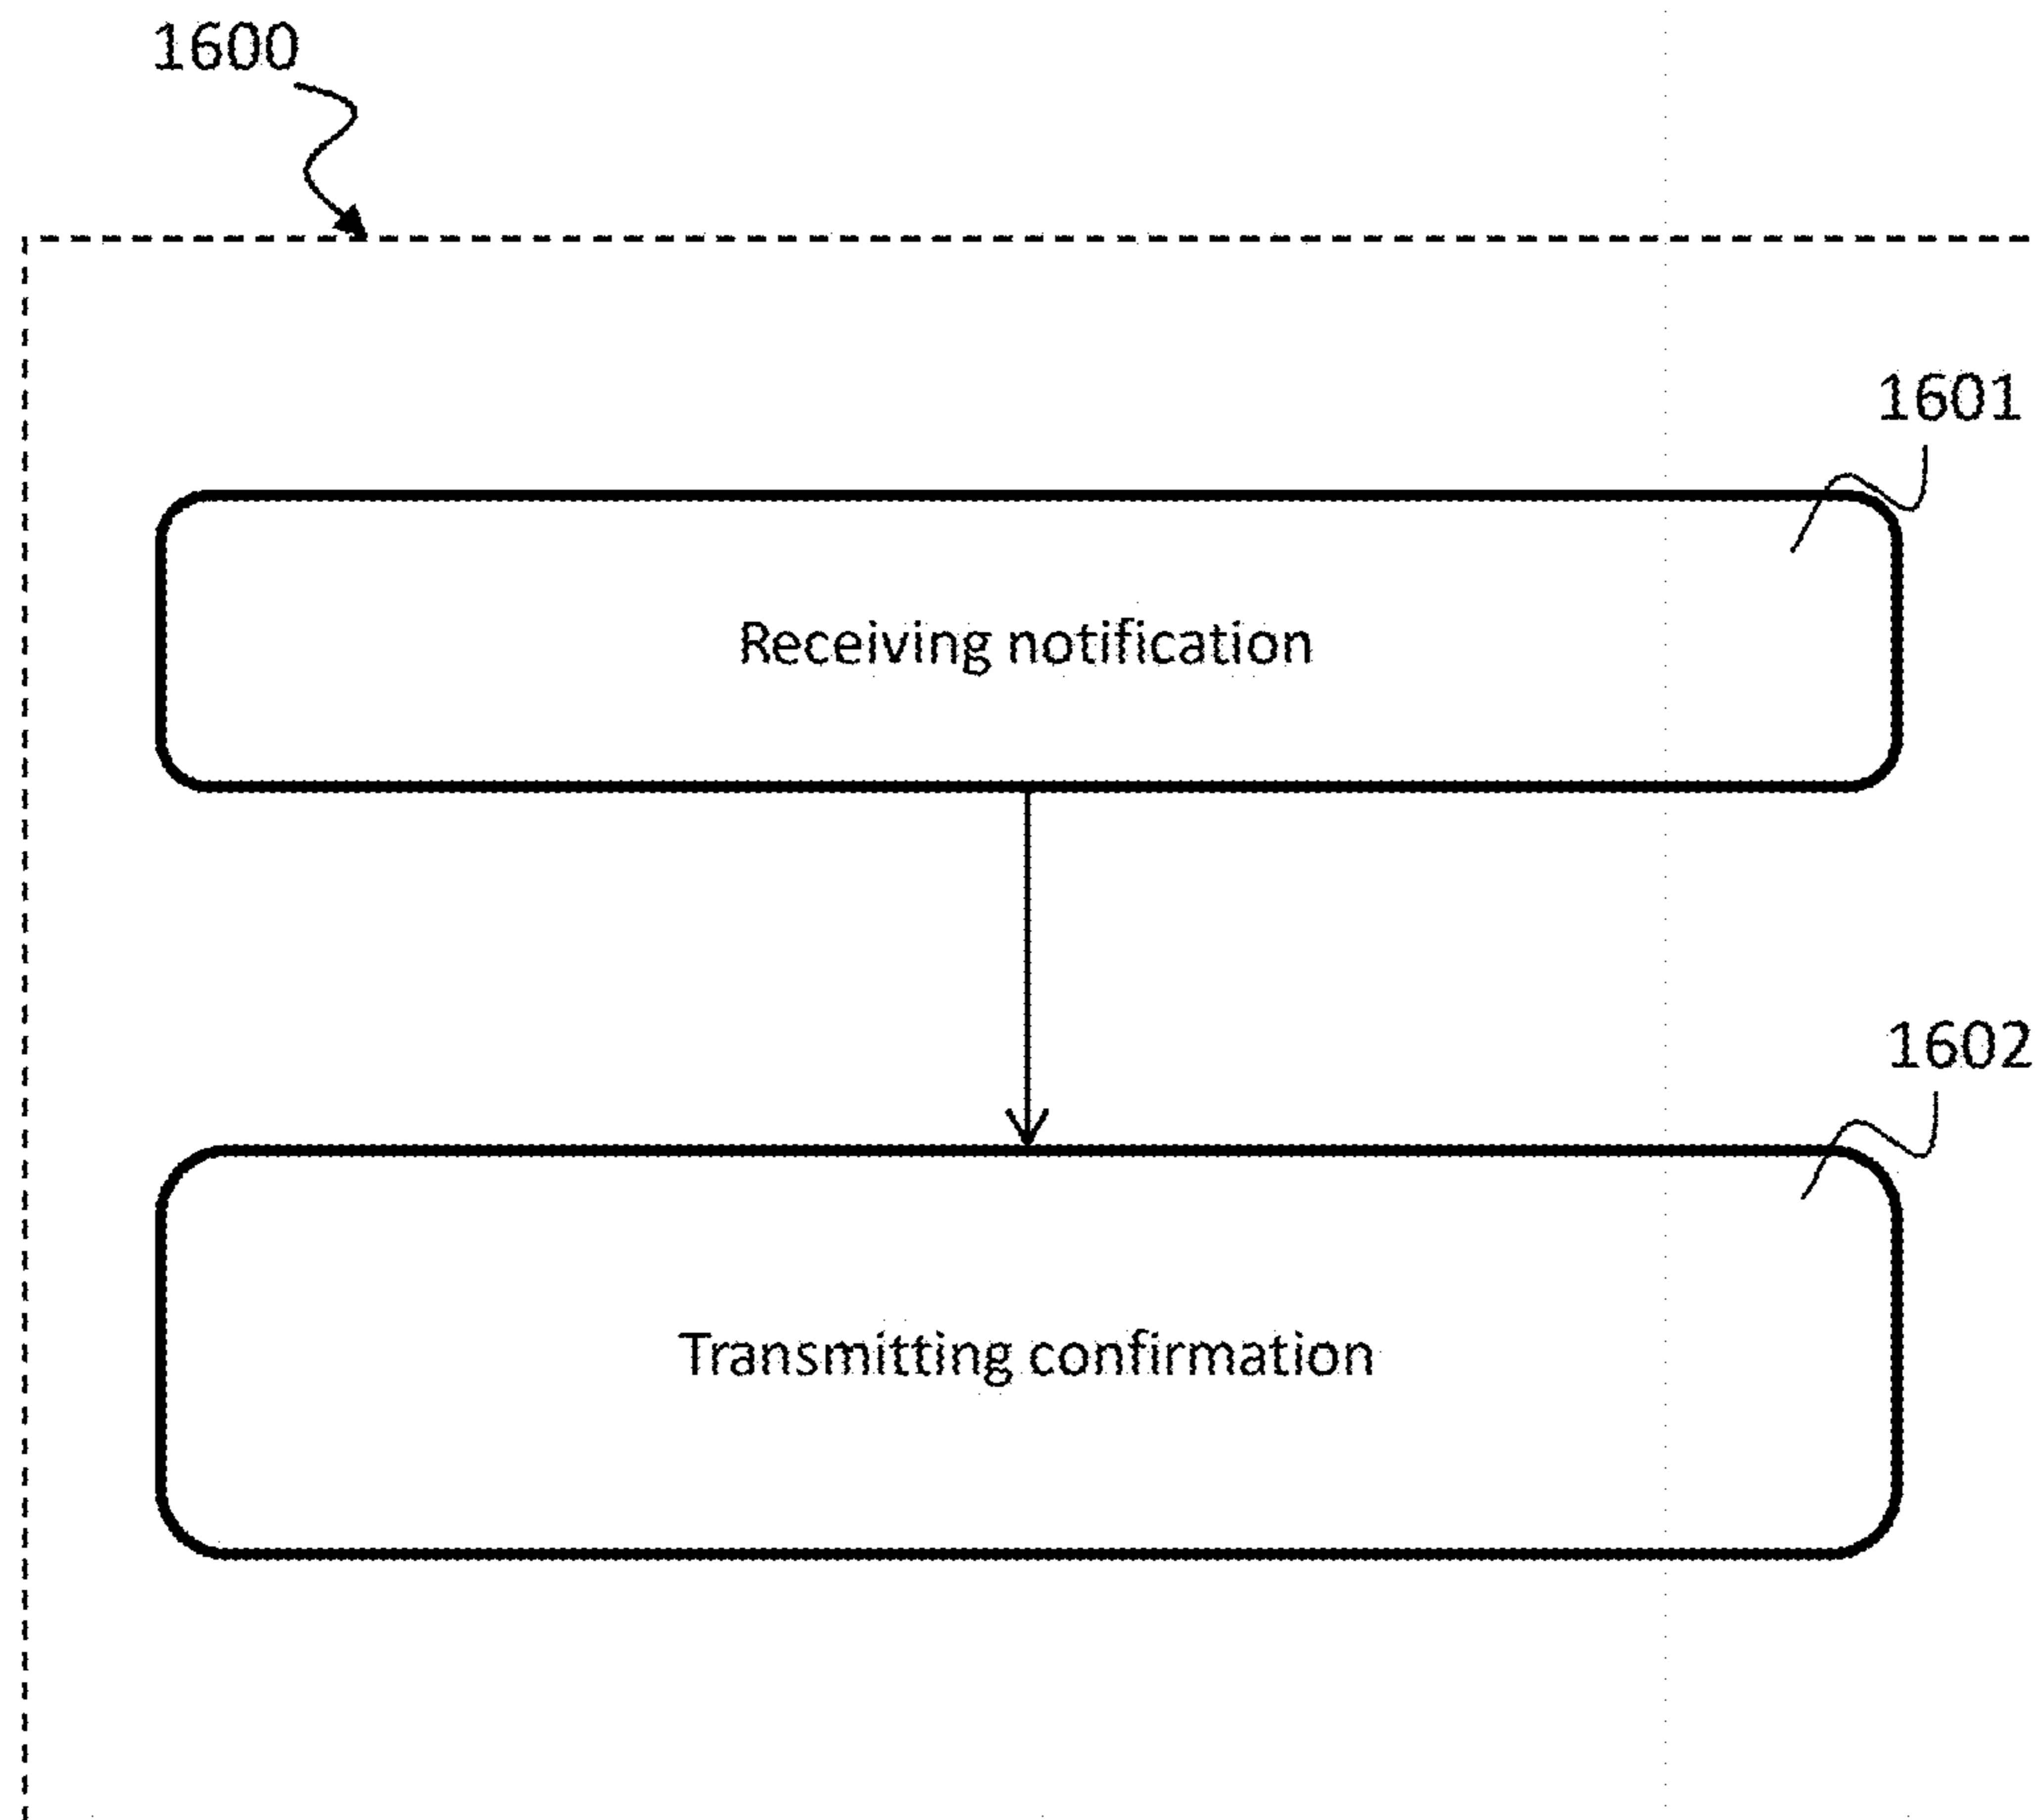 1600
1601
Receiving notification
1602
Transmitting confirmation